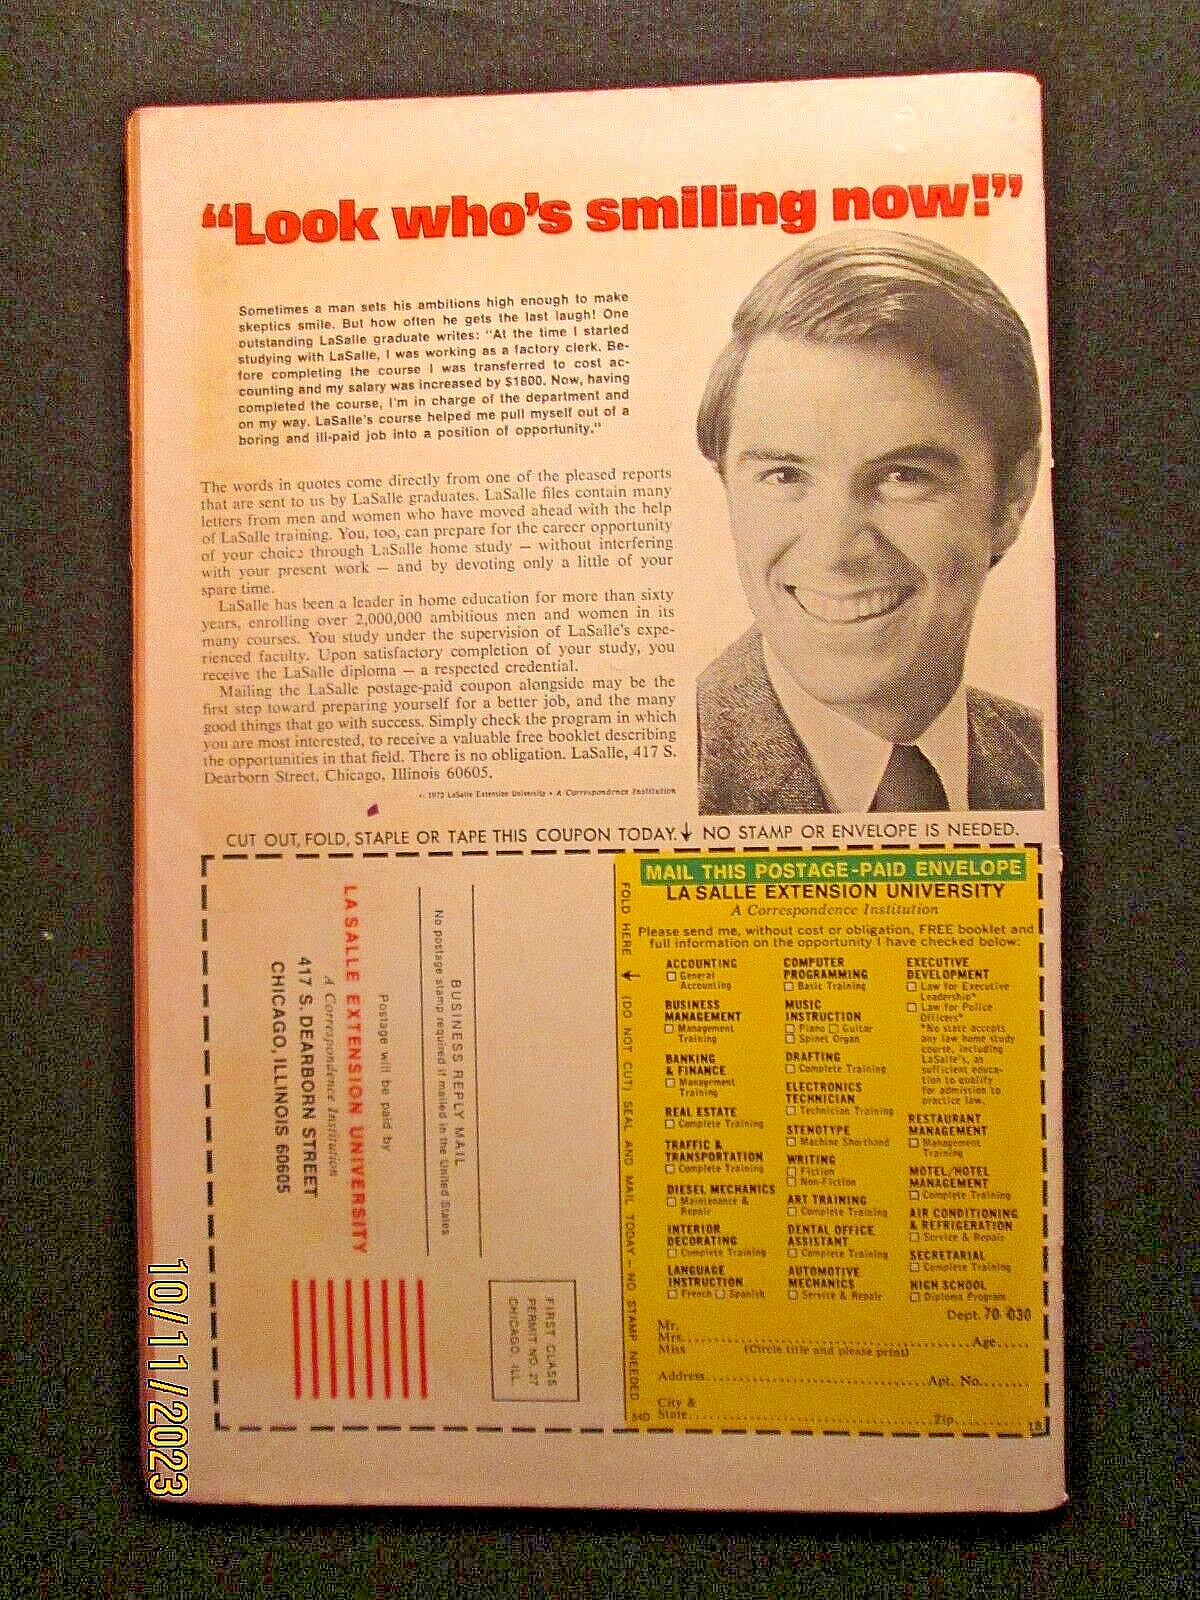 “Look who’s smiling now!”
Sometimes a man sets his ambitions high enough to make
skeptics smile. But how often he gets the last laugh! One
outstanding LaSalle graduate writes: "At the time I started
studying with LaSalle, I was working as a factory clerk. Be-
fore completing the course I was transferred to cost ac-
counting and my salary was increased by $1800. Now, having
completed the course, I'm in charge of the department and
on my way. LaSalle's course helped me pull myself out of a
boring and ill-paid job into a position of opportunity."
The words in quotes come directly from one of the pleased reports
that are sent to us by LaSalle graduates. LaSalle files contain many
letters from men and women who have moved ahead with the help
of LaSalle training. You, too, can prepare for the career opportunity
of your choice through LaSalle home study — without interfering
with your present work — and by devoting only a little of your
spare time.
LaSalle has been a leader in home education for more than sixty
years, enrolling over 2,000,000 ambitious men and women in its
many courses. You study under the supervision of LaSalle's expe-
rienced faculty. Upon satisfactory completion of your study, you
receive the LaSalle diploma — a respected credential.
Mailing the LaSalle postage-paid coupon alongside may be the
first step toward preparing yourself for a better job, and the many
good things that go with success. Simply check the program in which
you are most interested, to receive a valuable free booklet describing
the opportunities in that field. There is no obligation. LaSalle, 417 S.
Dearborn Street, Chicago, Illinois 60605.
LaSalle Extension University • A Correspondence Institution
CUT OUT, FOLD, STAPLE OR TAPE THIS COUPON TODAY. ↓ NO STAMP OR ENVELOPE IS NEEDED.
BUSINESS REPLY MAIL
No postage stamp required if mailed in the United States
Postage will be paid by
LA SALLE EXTENSION UNIVERSITY
A Correspondence Institution
417 S. DEARBORN STREET
CHICAGO, ILLINOIS 60605
FIRST CLASS
PERMIT NO. 27
CHICAGO, ILL.
FOLD HERE ↓ (DO NOT CUT) SEAL AND MAIL TODAY — NO STAMP NEEDED
MAIL THIS POSTAGE-PAID ENVELOPE
LA SALLE EXTENSION UNIVERSITY
A Correspondence Institution
Please send me, without cost or obligation, FREE booklet and
full information on the opportunity I have checked below:
ACCOUNTING
☐ General
Accounting
BUSINESS
MANAGEMENT
☐ Management
Training
BANKING
& FINANCE
☐ Management
Training
REAL ESTATE
☐ Complete Training
TRAFFIC &
TRANSPORTATION
☐ Complete Training
DIESEL MECHANICS
☐ Maintenance &
Repair
INTERIOR
DECORATING
☐ Complete Training
LANGUAGE
INSTRUCTION
☐ French ☐ Spanish
COMPUTER
PROGRAMMING
☐ Basic Training
MUSIC
INSTRUCTION
☐ Piano ☐ Guitar
☐ Spinet Organ
DRAFTING
☐ Complete Training
ELECTRONICS
TECHNICIAN
☐ Technician Training
STENOTYPE
☐ Machine Shorthand
WRITING
☐ Fiction
☐ Non-Fiction
ART TRAINING
☐ Complete Training
DENTAL OFFICE
ASSISTANT
☐ Complete Training
AUTOMOTIVE
MECHANICS
☐ Service & Repair
EXECUTIVE
DEVELOPMENT
☐ Law for Executive
Leadership*
☐ Law for Police
Officers*
*No state accepts
any law home study
course, including
LaSalle's, as
sufficient educa-
tion to qualify
for admission to
practice law.
RESTAURANT
MANAGEMENT
☐ Management
Training
MOTEL/HOTEL
MANAGEMENT
☐ Complete Training
AIR CONDITIONING
& REFRIGERATION
☐ Service & Repair
SECRETARIAL
☐ Complete Training
HIGH SCHOOL
☐ Diploma Program
Dept. 70-030
Mr.
Mrs. Age
Miss (Circle title and please print)
Address Apt. No.
City &
State Zip
18
10/11/2023